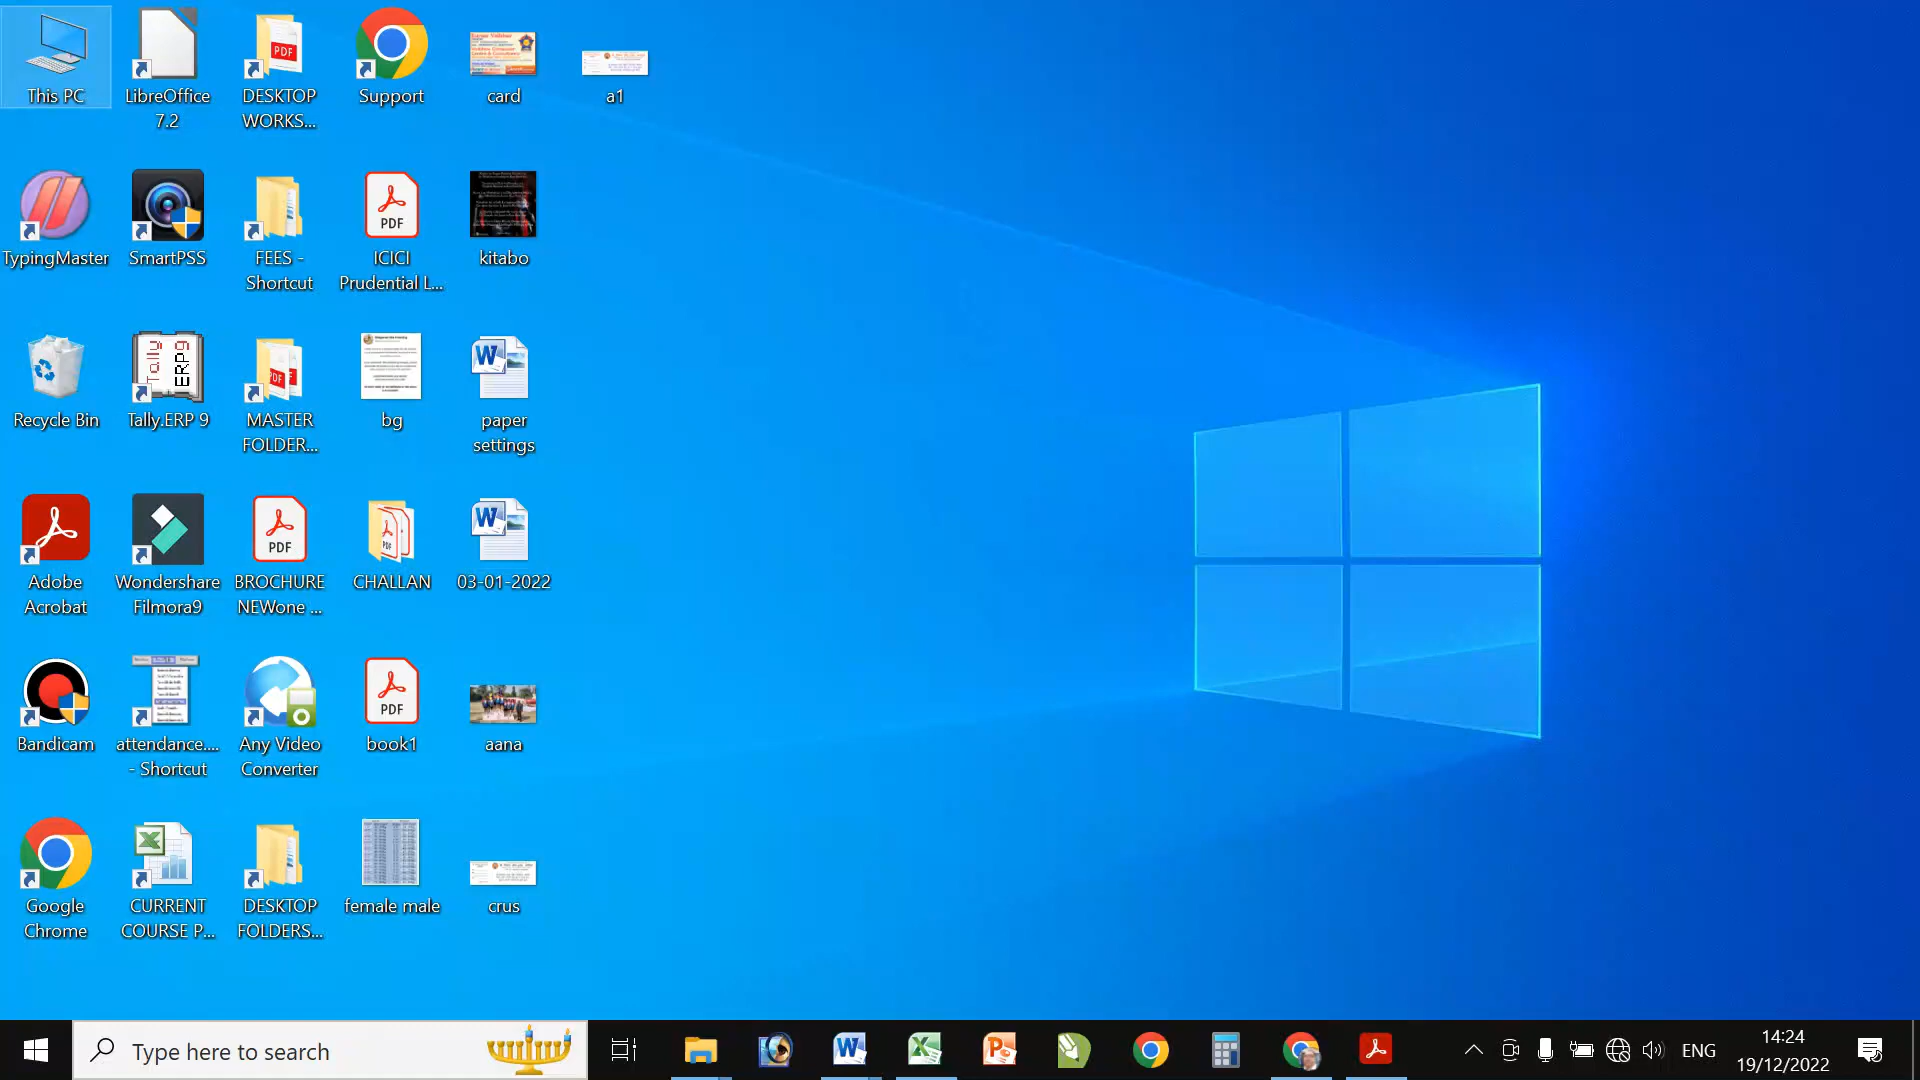 This PC
LibreOffice
7.2
DESKTOP
WORKS...
Support
card
a1
TypingMaster
SmartPSS
FEES -
Shortcut
ICICI
Prudential L...
kitabo
Recycle Bin
Tally.ERP 9
MASTER
FOLDER...
bg
paper
settings
Adobe
Acrobat
Wondershare
Filmora9
BROCHURE
NEWone ...
CHALLAN
03-01-2022
Bandicam
attendance....
- Shortcut
Any Video
Converter
book1
aana
Google
Chrome
CURRENT
COURSE P...
DESKTOP
FOLDERS...
female male
crus
Type here to search
ENG
14:24
19/12/2022